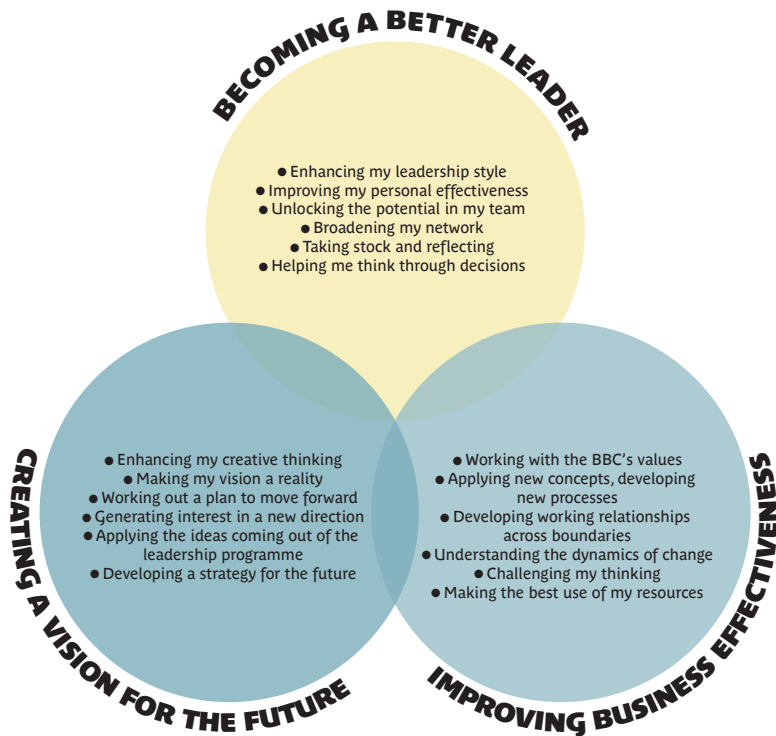 BECOMING A BETTER LEADER
● Enhancing my leadership style
● Improving my personal effectiveness
● Unlocking the potential in my team
● Broadening my network
● Taking stock and reflecting
● Helping me think through decisions
CREATING A VISION FOR THE FUTURE
● Enhancing my creative thinking
● Making my vision a reality
● Working out a plan to move forward
● Generating interest in a new direction
● Applying the ideas coming out of the
leadership programme
● Developing a strategy for the future
IMPROVING BUSINESS EFFECTIVENESS
● Working with the BBC's values
● Applying new concepts, developing
new processes
● Developing working relationships
across boundaries
● Understanding the dynamics of change
● Challenging my thinking
● Making the best use of my resources